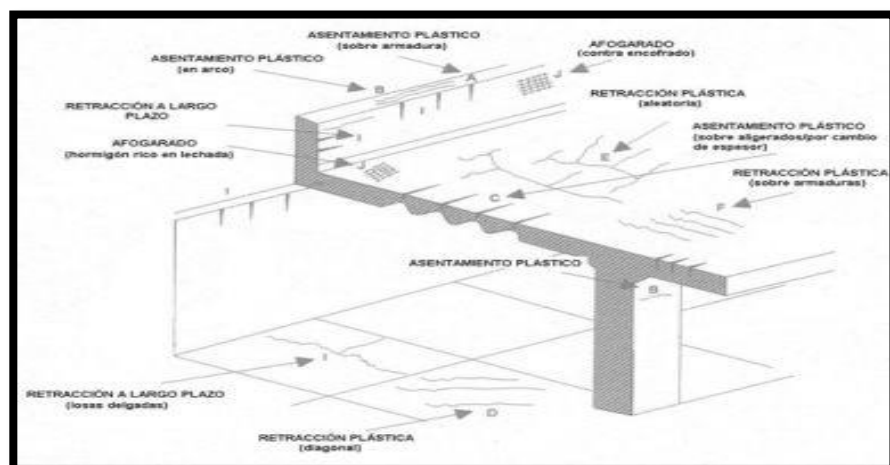 ASENTAMIENTO PLÁSTICO
(sobre armadura)
ASENTAMIENTO PLÁSTICO
(en arco)
AFOGARADO
(contra encofrado)
B
A
J
RETRACCIÓN A LARGO
PLAZO
I
I
RETRACCIÓN PLÁSTICA
(aleatoria)
AFOGARADO
(hormigón rico en lechada)
J
ASENTAMIENTO PLÁSTICO
(sobre aligerados/por cambio
de espesor)
E
I
C
RETRACCIÓN PLÁSTICA
(sobre armaduras)
F
ASENTAMIENTO PLÁSTICO
B
I
RETRACCIÓN A LARGO PLAZO
(losas delgadas)
D
RETRACCIÓN PLÁSTICA
(diagonal)